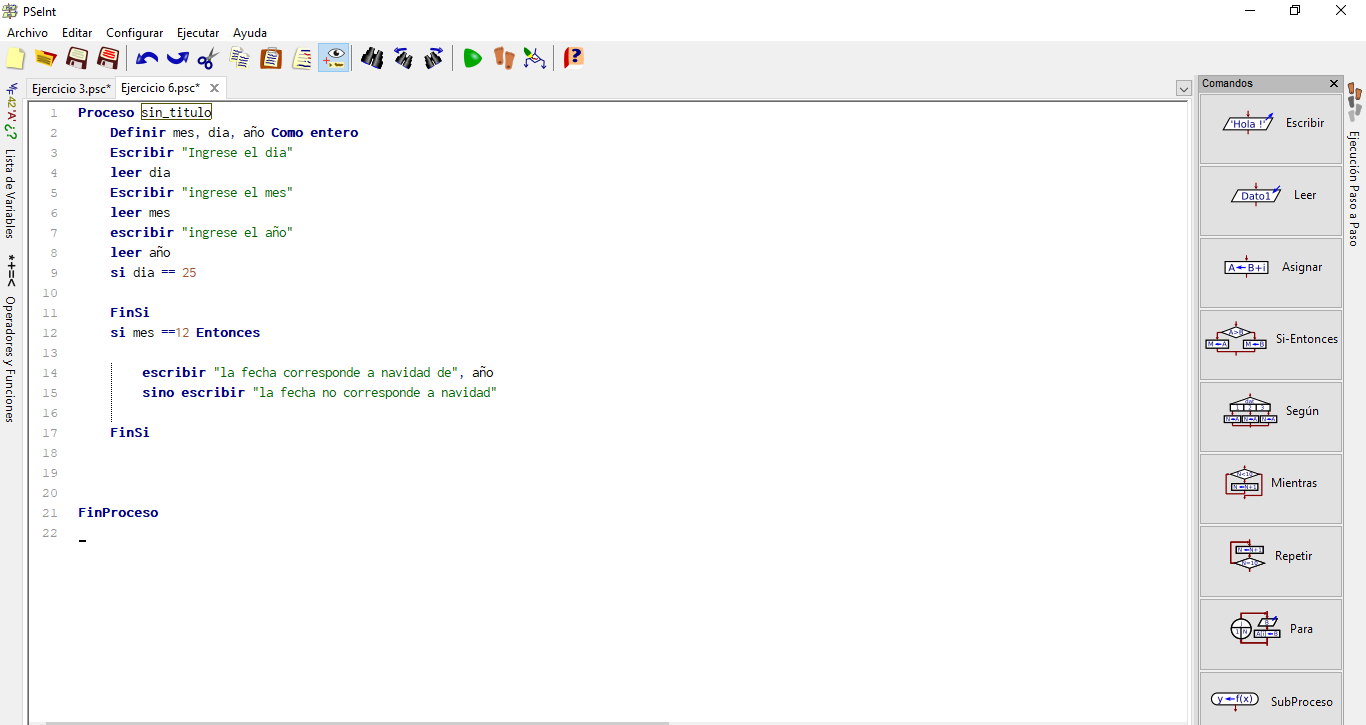 PSeInt
Archivo Editar Configurar Ejecutar Ayuda
Ejercicio 3.psc* Ejercicio 6.psc*
Lista de Variables
*+=<
Operadores y Funciones
1 Proceso sin_titulo
2 Definir mes, dia, año Como entero
3 Escribir "Ingrese el dia"
4 leer dia
5 Escribir "ingrese el mes"
6 leer mes
7 escribir "ingrese el año"
8 leer año
9 si dia == 25
10
11 FinSi
12 si mes ==12 Entonces
13
14 escribir "la fecha corresponde a navidad de", año
15 sino escribir "la fecha no corresponde a navidad"
16
17 FinSi
18
19
20
21 FinProceso
22
Comandos
'Hola !' Escribir
Dato1 Leer
A←B+i Asignar
A>B M←A M←B Si-Entonces
Según
Mientras
Repetir
Para
y←f(x) SubProceso
Ejecución Paso a Paso